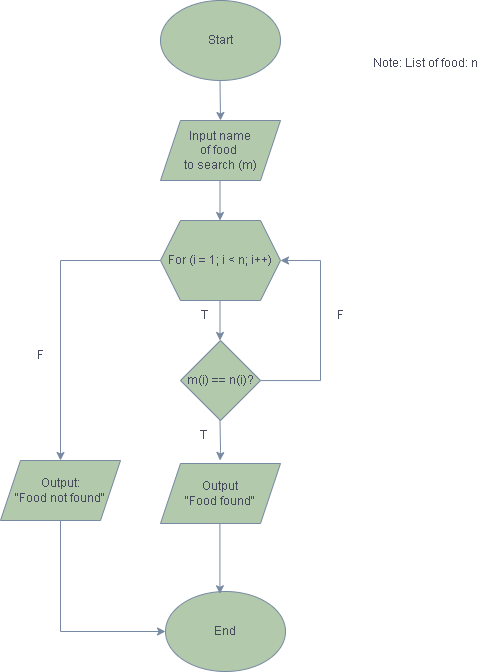 Start
Note: List of food: n
Input name
of food
to search (m)
For (i = 1; i < n; i++)
T
F
F
m(i) == n(i)?
T
Output:
"Food not found"
Output
"Food found"
End